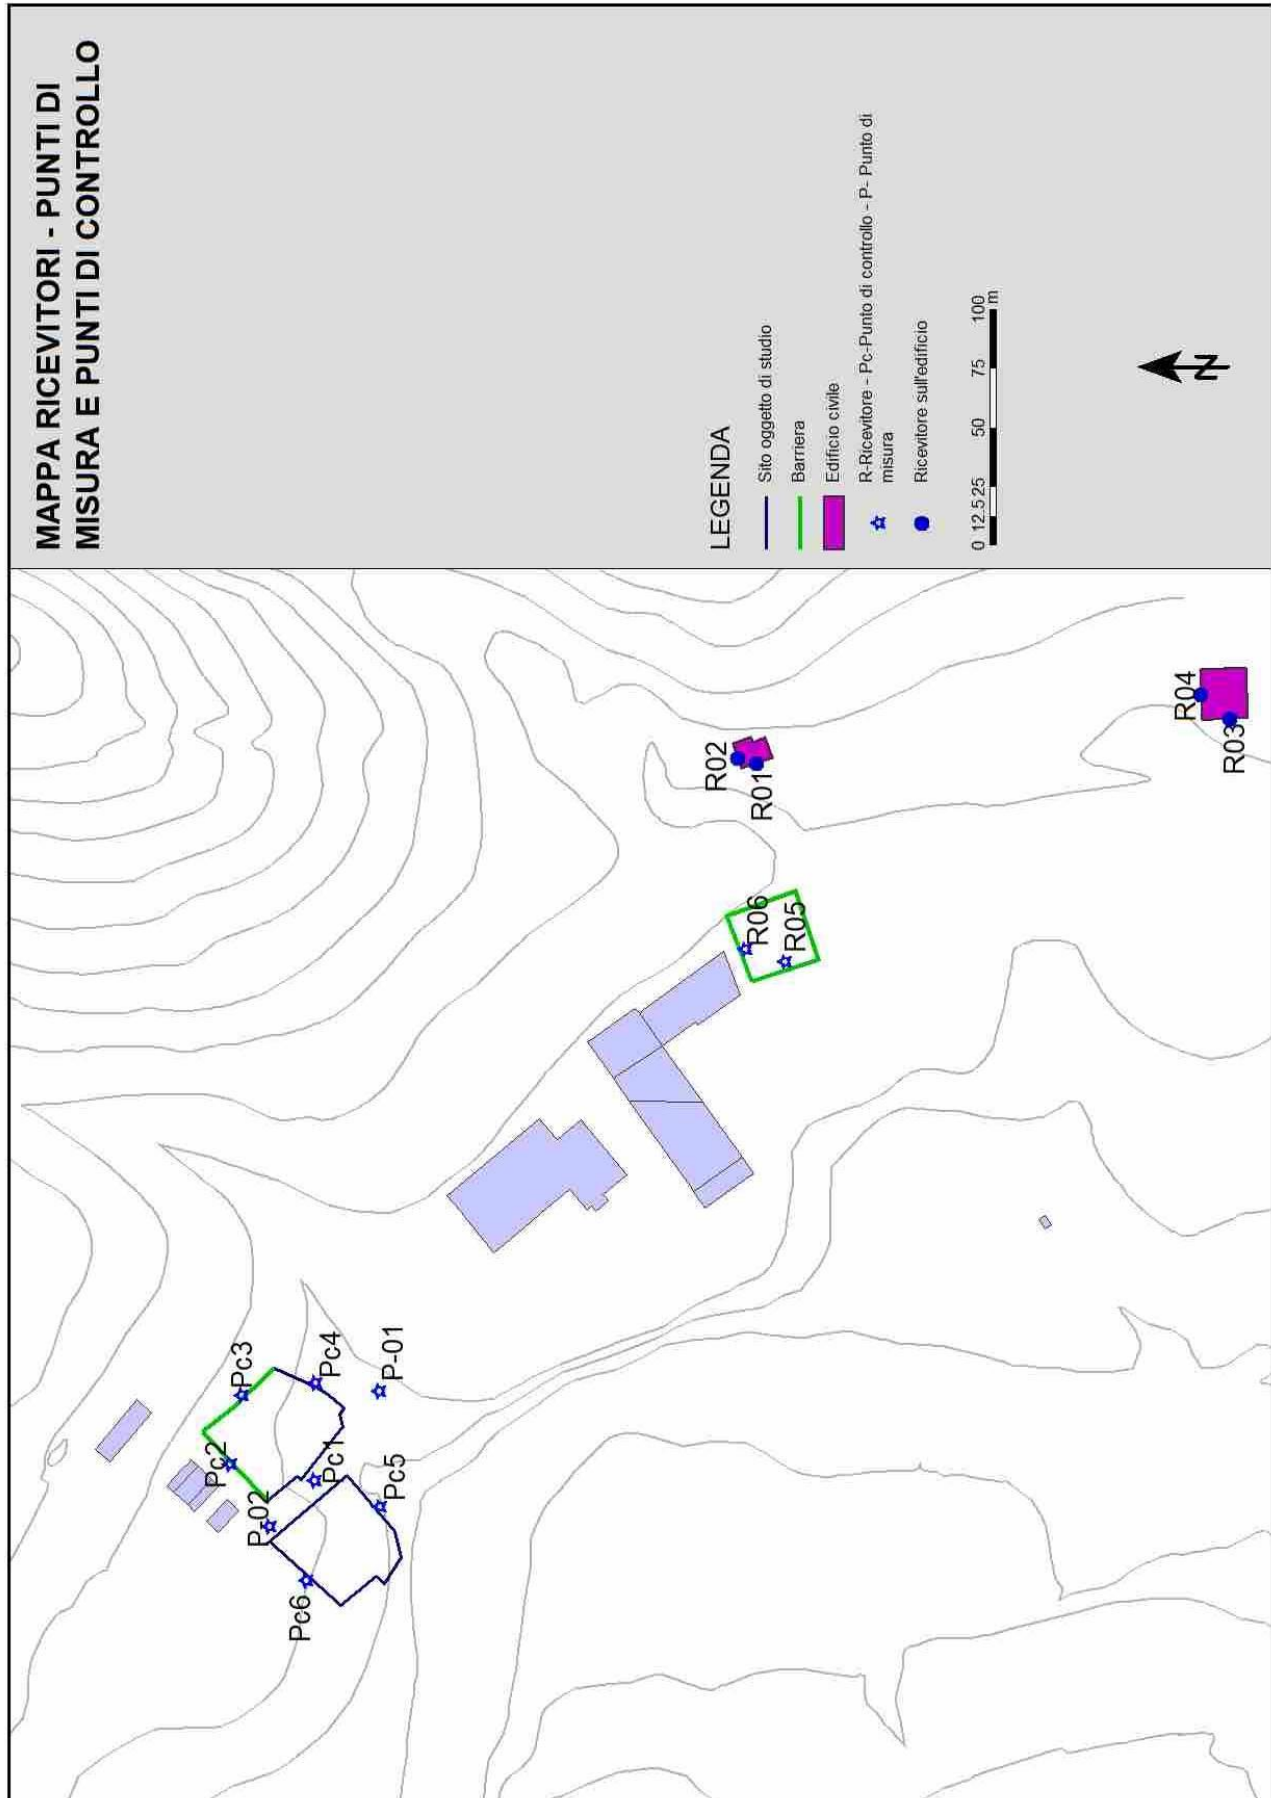 MAPPA RICEVITORI - PUNTI DI
MISURA E PUNTI DI CONTROLLO
LEGENDA
Sito oggetto di studio
Barriera
Edificio civile
R-Ricevitore - Pc-Punto di controllo - P- Punto di
misura
Ricevitore sull'edificio
0 12.525 50 75 100
m
N
Pc3
Pc4
P-01
Pc2
Pc1
P-02
Pc5
Pc6
R06
R05
R02
R01
R04
R03